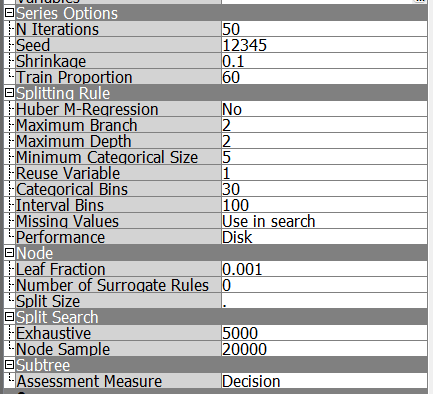 Variables
Series Options
N Iterations 50
Seed 12345
Shrinkage 0.1
Train Proportion 60
Splitting Rule
Huber M-Regression No
Maximum Branch 2
Maximum Depth 2
Minimum Categorical Size 5
Reuse Variable 1
Categorical Bins 30
Interval Bins 100
Missing Values Use in search
Performance Disk
Node
Leaf Fraction 0.001
Number of Surrogate Rules 0
Split Size .
Split Search
Exhaustive 5000
Node Sample 20000
Subtree
Assessment Measure Decision